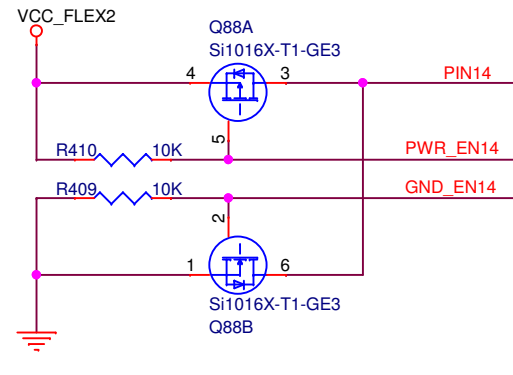 VCC_FLEX2
Q88A
Si1016X-T1-GE3
4
3
PIN14
5
R410
10K
PWR_EN14
R409
10K
GND_EN14
2
1
6
Si1016X-T1-GE3
Q88B